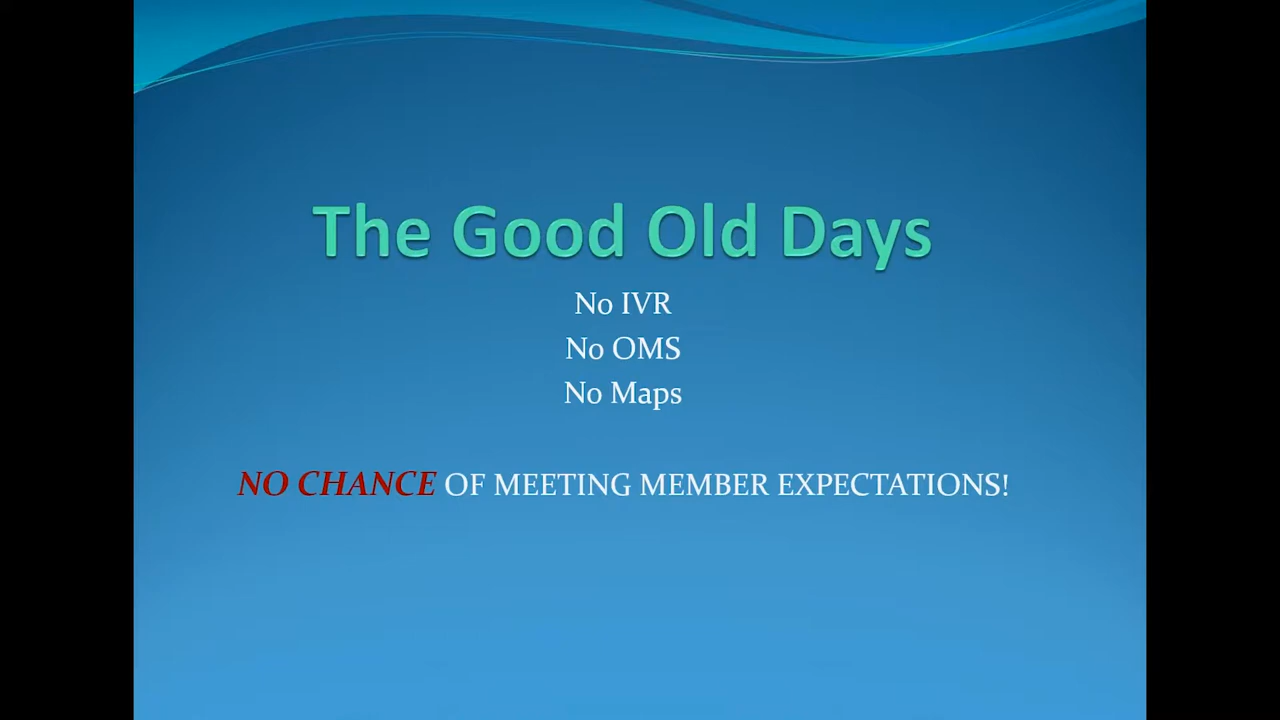 The Good Old Days
No IVR
No OMS
No Maps
NO CHANCE OF MEETING MEMBER EXPECTATIONS!